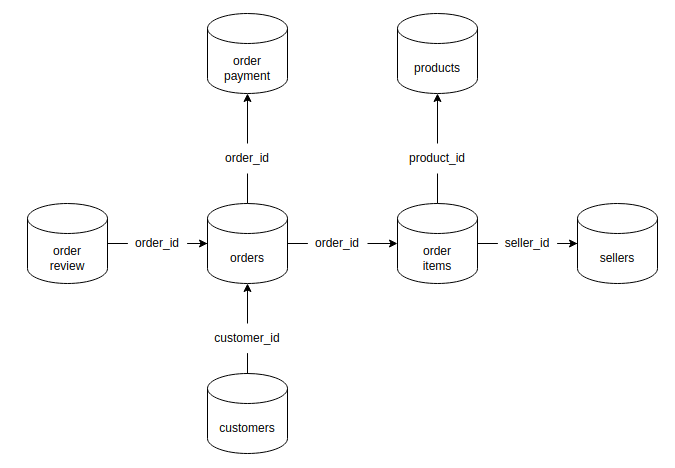 order
payment
products
order_id
product_id
order
review
order_id
orders
order_id
order
items
seller_id
sellers
customer_id
customers